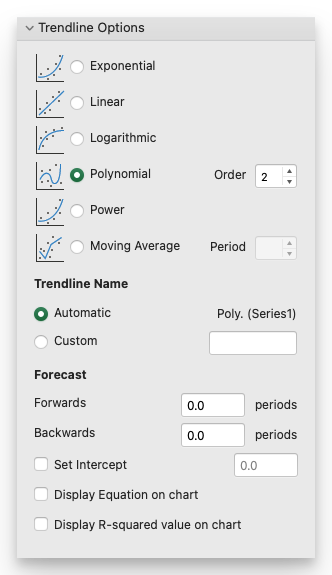 Trendline Options
Exponential
Linear
Logarithmic
Polynomial Order 2
Power
Moving Average Period
Trendline Name
Automatic Poly. (Series1)
Custom
Forecast
Forwards 0.0 periods
Backwards 0.0 periods
Set Intercept 0.0
Display Equation on chart
Display R-squared value on chart